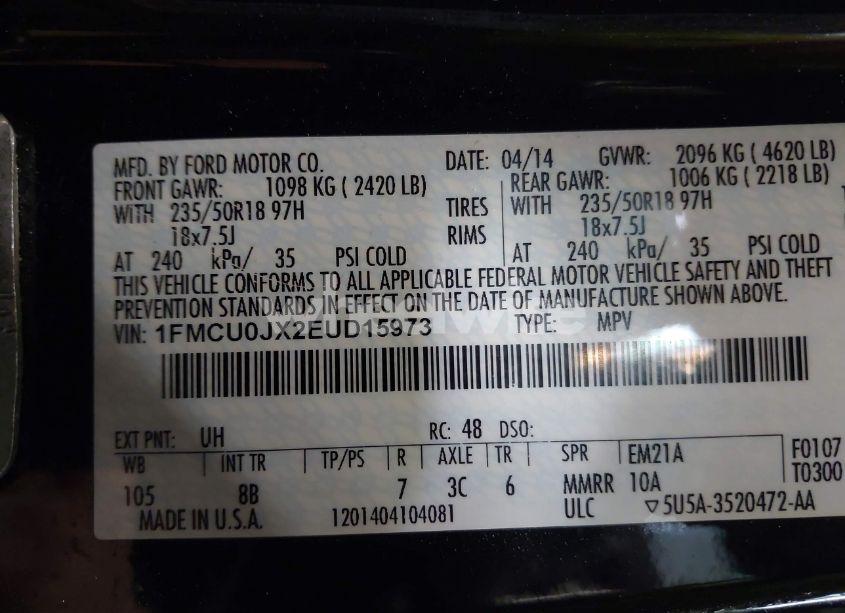 MFD. BY FORD MOTOR CO. DATE: 04/14 GVWR: 2096 KG ( 4620 LB)
FRONT GAWR: 1098 KG ( 2420 LB) REAR GAWR: 1006 KG ( 2218 LB)
WITH 235/50R18 97H TIRES WITH 235/50R18 97H
18x7.5J RIMS 18x7.5J
AT 240 kPa/ 35 PSI COLD AT 240 kPa/ 35 PSI COLD
THIS VEHICLE CONFORMS TO ALL APPLICABLE FEDERAL MOTOR VEHICLE SAFETY AND THEFT
PREVENTION STANDARDS IN EFFECT ON THE DATE OF MANUFACTURE SHOWN ABOVE.
VIN: 1FMCU0JX2EUD15973 TYPE: MPV
EXT PNT: UH RC: 48 DSO:
WB INT TR TP/PS R AXLE TR SPR EM21A F0107
105 8B 7 3C 6 MMRR 10A T0300
MADE IN U.S.A. 1201404104081 ULC ▽5U5A-3520472-AA